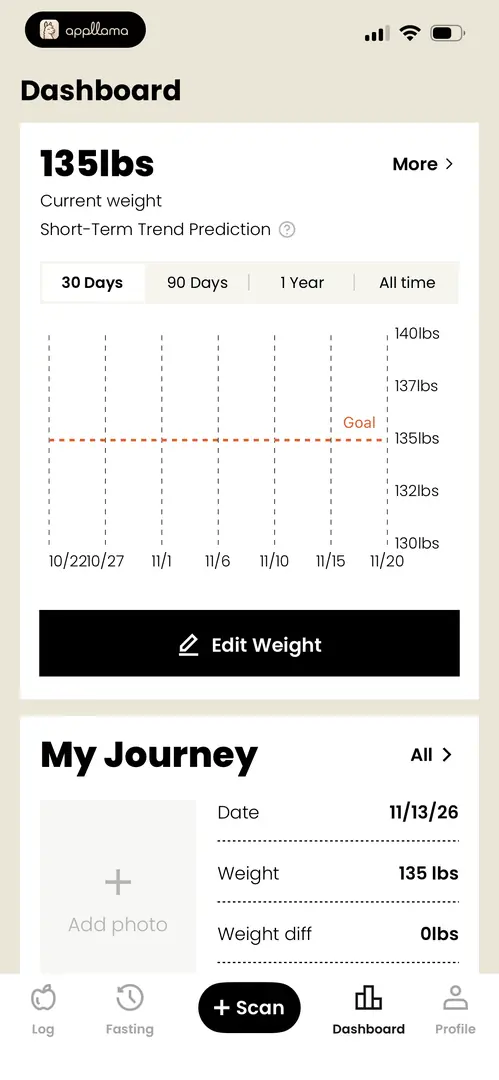 appllama
Dashboard
135lbs
More
Current weight
Short-Term Trend Prediction ?
30 Days 90 Days 1 Year All time
140lbs
137lbs
Goal
135lbs
132lbs
130lbs
10/22 10/27 11/1 11/6 11/10 11/15 11/20
Edit Weight
My Journey
All
Date 11/13/26
Weight 135 lbs
Add photo
Weight diff 0lbs
Log Fasting + Scan Dashboard Profile